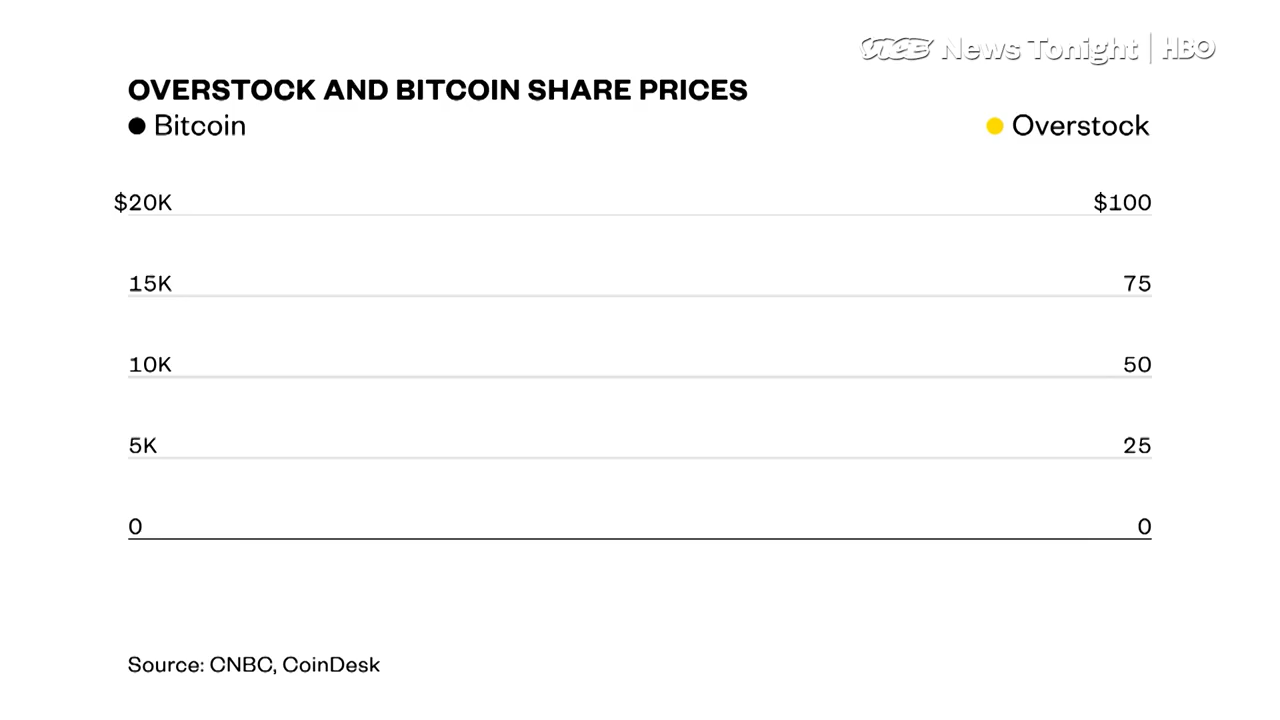 VICE News Tonight | HBO
OVERSTOCK AND BITCOIN SHARE PRICES
Bitcoin Overstock
$20K $100
15K 75
10K 50
5K 25
0 0
Source: CNBC, CoinDesk